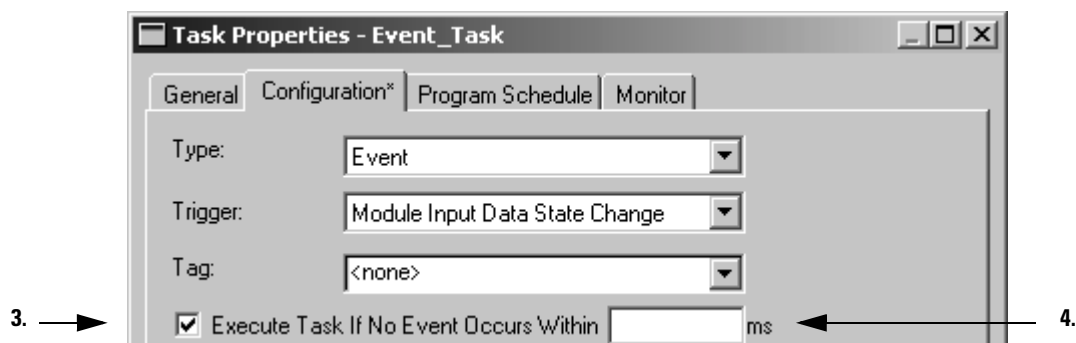 Task Properties - Event_Task
General Configuration* Program Schedule Monitor
Type: Event
Trigger: Module Input Data State Change
Tag: <none>
3. Execute Task If No Event Occurs Within ms 4.